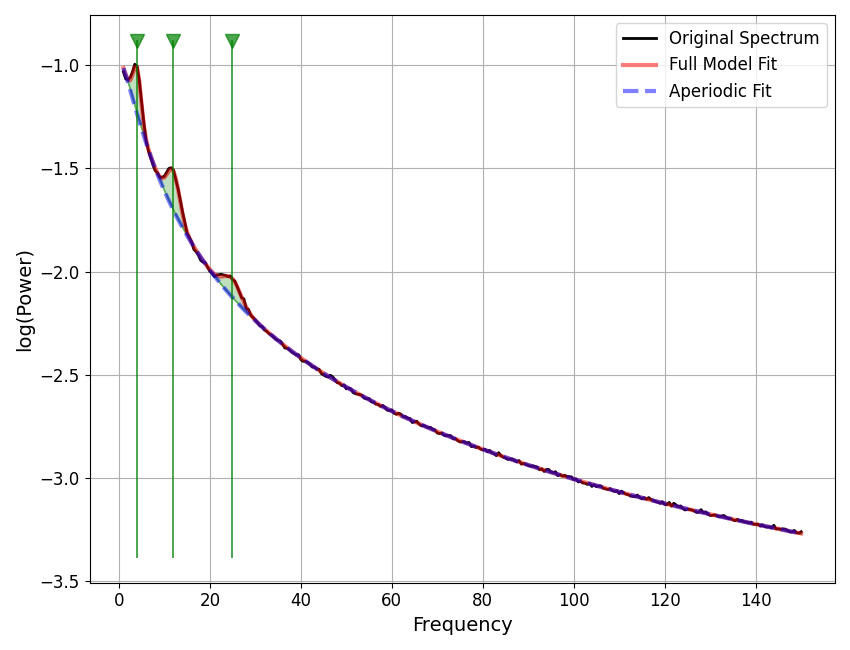 Original Spectrum
Full Model Fit
Aperiodic Fit
log(Power)
−1.0
−1.5
−2.0
−2.5
−3.0
−3.5
0 20 40 60 80 100 120 140
Frequency